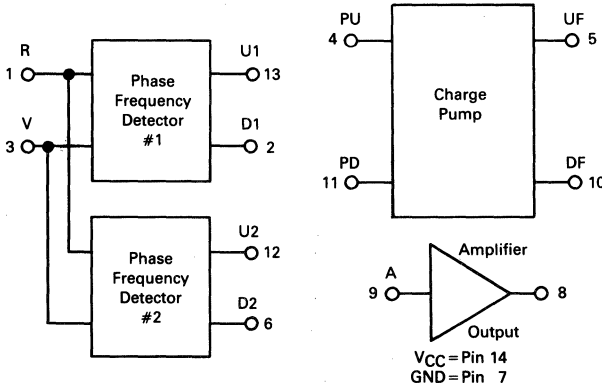 R
1
V
3
Phase
Frequency
Detector
#1
U1
13
D1
2
Phase
Frequency
Detector
#2
U2
12
D2
6
PU
4
PD
11
Charge
Pump
UF
5
DF
10
Amplifier
A
9
8
Output
VCC = Pin 14
GND = Pin 7